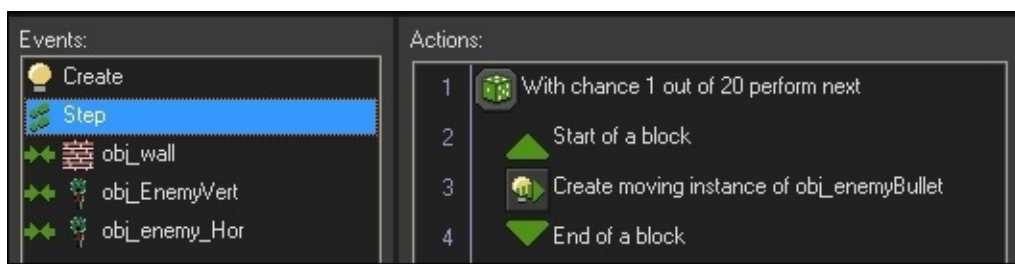 Events:
Create
Step
obj_wall
obj_EnemyVert
obj_enemy_Hor
Actions:
1 With chance 1 out of 20 perform next
2 Start of a block
3 Create moving instance of obj_enemyBullet
4 End of a block